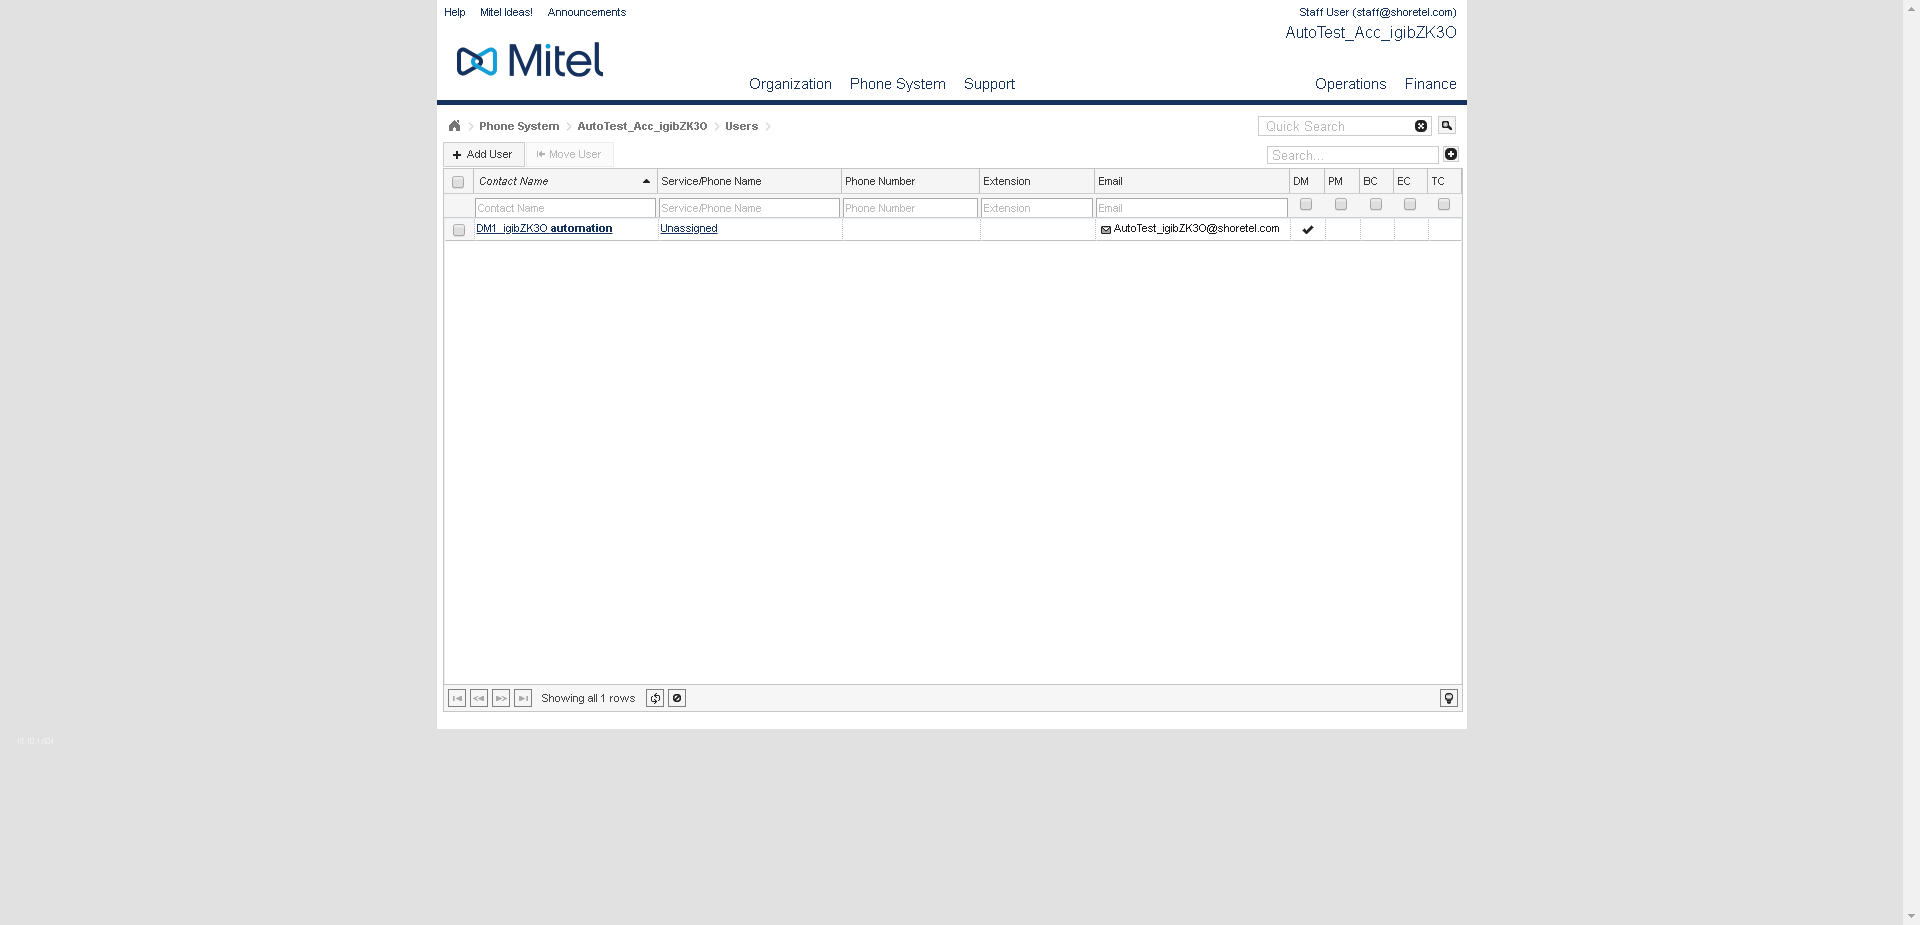 Help Mitel Ideas! Announcements Staff User (staff@shoretel.com)
AutoTest_Acc_igibZK3O
Mitel
Organization Phone System Support Operations Finance
Phone System AutoTest_Acc_igibZK3O Users Quick Search
Add User Move User Search...
Contact Name Service/Phone Name Phone Number Extension Email DM PM BC EC TC
Contact Name Service/Phone Name Phone Number Extension Email
DM1_igibZK3O automation Unassigned AutoTest_igibZK3O@shoretel.com
Showing all 1 rows